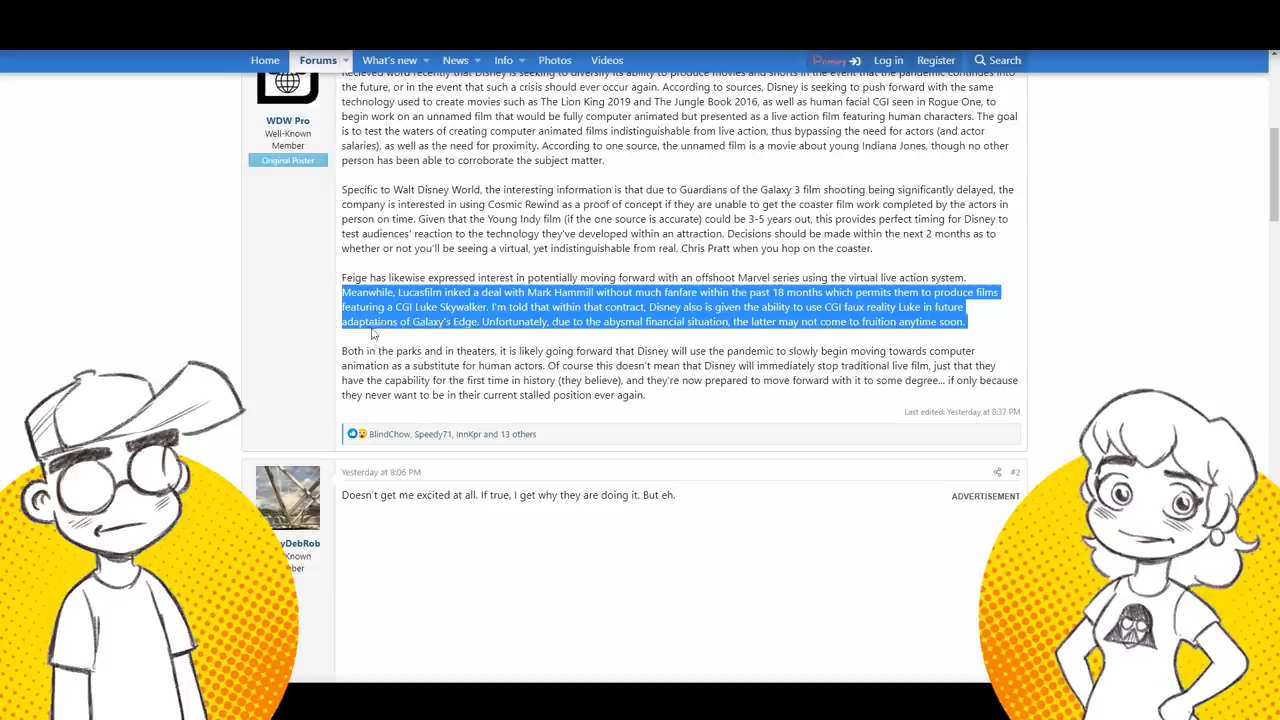 Home
Forums
What's new
News
Info
Photos
Videos
Log in
Register
Search
Recieved word recently that Disney is seeking to diversify its ability to produce movies and shorts in the event that the pandemic continues into
the future, or in the event that such a crisis should ever occur again. According to sources, Disney is seeking to push forward with the same
technology used to create movies such as The Lion King 2019 and The Jungle Book 2016, as well as human facial CGI seen in Rogue One, to
begin work on an unnamed film that would be fully computer animated but presented as a live action film featuring human characters. The goal
is to test the waters of creating computer animated films indistinguishable from live action, thus bypassing the need for actors (and actor
salaries), as well as the need for proximity. According to one source, the unnamed film is a movie about young Indiana Jones, though no other
person has been able to corroborate the subject matter.
WDW Pro
Well-Known
Member
Original Poster
Specific to Walt Disney World, the interesting information is that due to Guardians of the Galaxy 3 film shooting being significantly delayed, the
company is interested in using Cosmic Rewind as a proof of concept if they are unable to get the coaster film work completed by the actors in
person on time. Given that the Young Indy film (if the one source is accurate) could be 3-5 years out, this provides perfect timing for Disney to
test audiences' reaction to the technology they've developed within an attraction. Decisions should be made within the next 2 months as to
whether or not you'll be seeing a virtual, yet indistinguishable from real, Chris Pratt when you hop on the coaster.
Feige has likewise expressed interest in potentially moving forward with an offshoot Marvel series using the virtual live action system.
Meanwhile, Lucasfilm inked a deal with Mark Hammill without much fanfare within the past 18 months which permits them to produce films
featuring a CGI Luke Skywalker. I'm told that within that contract, Disney also is given the ability to use CGI faux reality Luke in future
adaptations of Galaxy's Edge. Unfortunately, due to the abysmal financial situation, the latter may not come to fruition anytime soon.
Both in the parks and in theaters, it is likely going forward that Disney will use the pandemic to slowly begin moving towards computer
animation as a substitute for human actors. Of course this doesn't mean that Disney will immediately stop traditional live film, just that they
have the capability for the first time in history (they believe), and they're now prepared to move forward with it to some degree... if only because
they never want to be in their current stalled position ever again.
Last edited: Yesterday at 8:37 PM
BlindChow, Speedy71, InnKpr and 13 others
Yesterday at 8:06 PM
#2
Doesn't get me excited at all. If true, I get why they are doing it. But eh.
ADVERTISEMENT
yDebRob
Known
mber